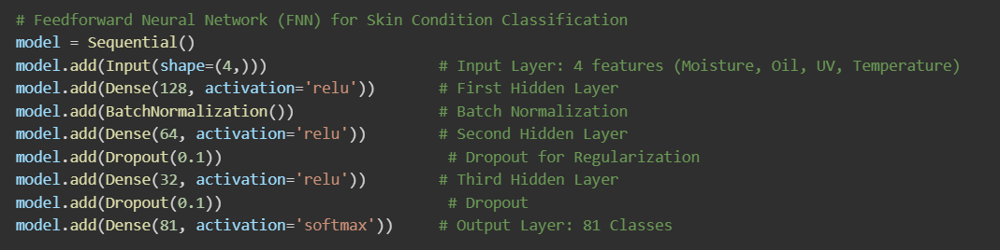 # Feedforward Neural Network (FNN) for Skin Condition Classification
model = Sequential()
model.add(Input(shape=(4,)))                   # Input Layer: 4 features (Moisture, Oil, UV, Temperature)
model.add(Dense(128, activation='relu'))       # First Hidden Layer
model.add(BatchNormalization())                # Batch Normalization
model.add(Dense(64, activation='relu'))        # Second Hidden Layer
model.add(Dropout(0.1))                         # Dropout for Regularization
model.add(Dense(32, activation='relu'))        # Third Hidden Layer
model.add(Dropout(0.1))                         # Dropout
model.add(Dense(81, activation='softmax'))     # Output Layer: 81 Classes